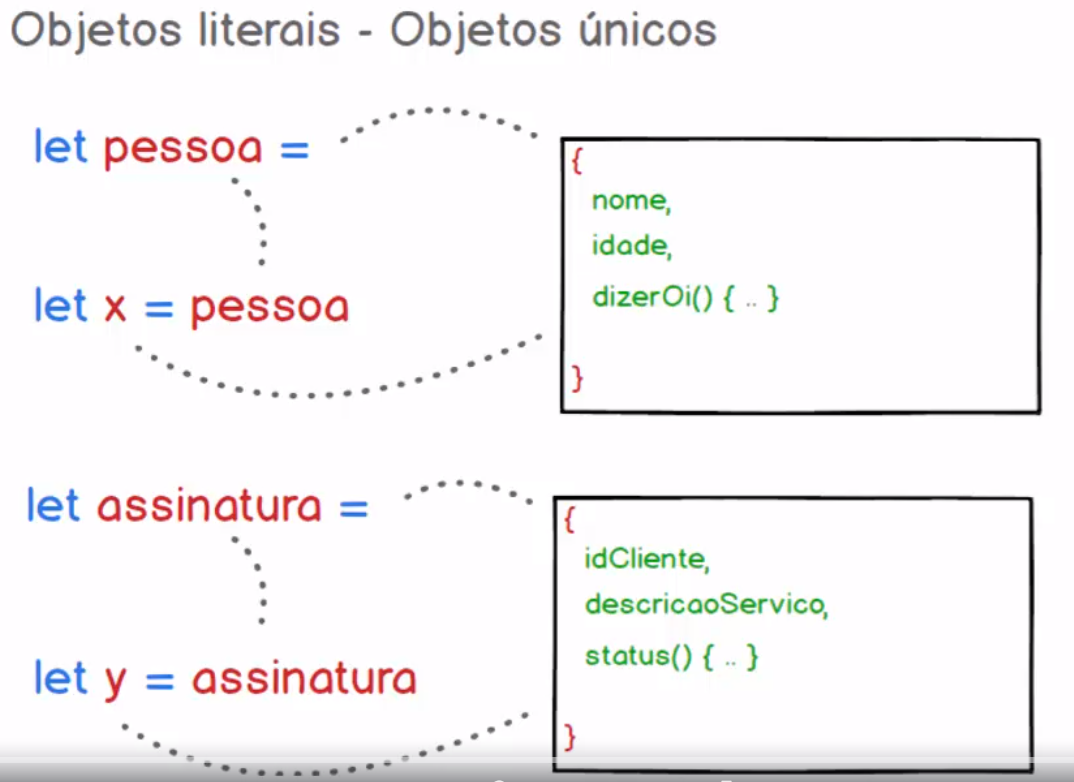 Objetos literais - Objetos únicos
let pessoa =
{
nome,
idade,
dizerOi() { .. }
}
let x = pessoa
let assinatura =
{
idCliente,
descricaoServico,
status() { .. }
}
let y = assinatura